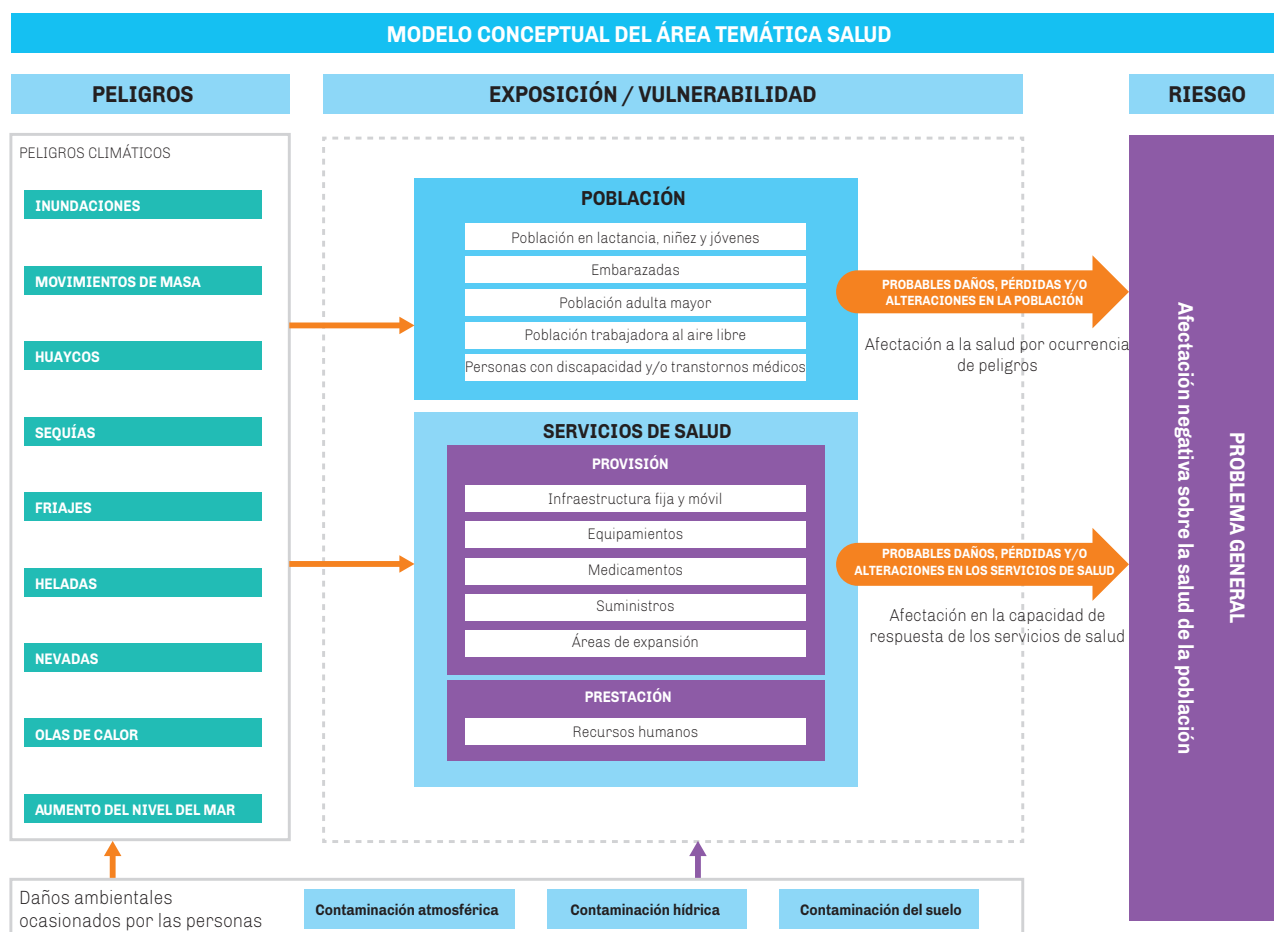 MODELO CONCEPTUAL DEL ÁREA TEMÁTICA SALUD
PELIGROS
EXPOSICIÓN / VULNERABILIDAD
RIESGO
PELIGROS CLIMÁTICOS
INUNDACIONES
MOVIMIENTOS DE MASA
HUAYCOS
SEQUÍAS
FRIAJES
HELADAS
NEVADAS
OLAS DE CALOR
AUMENTO DEL NIVEL DEL MAR
POBLACIÓN
Población en lactancia, niñez y jóvenes
Embarazadas
Población adulta mayor
Población trabajadora al aire libre
Personas con discapacidad y/o transtornos médicos
SERVICIOS DE SALUD
PROVISIÓN
Infraestructura fija y móvil
Equipamientos
Medicamentos
Suministros
Áreas de expansión
PRESTACIÓN
Recursos humanos
PROBABLES DAÑOS, PÉRDIDAS Y/O
ALTERACIONES EN LA POBLACIÓN
Afectación a la salud por ocurrencia
de peligros
PROBABLES DAÑOS, PÉRDIDAS Y/O
ALTERACIONES EN LOS SERVICIOS DE SALUD
Afectación en la capacidad de
respuesta de los servicios de salud
PROBLEMA GENERAL
Afectación negativa sobre la salud de la población
Daños ambientales
ocasionados por las personas
Contaminación atmosférica
Contaminación hídrica
Contaminación del suelo